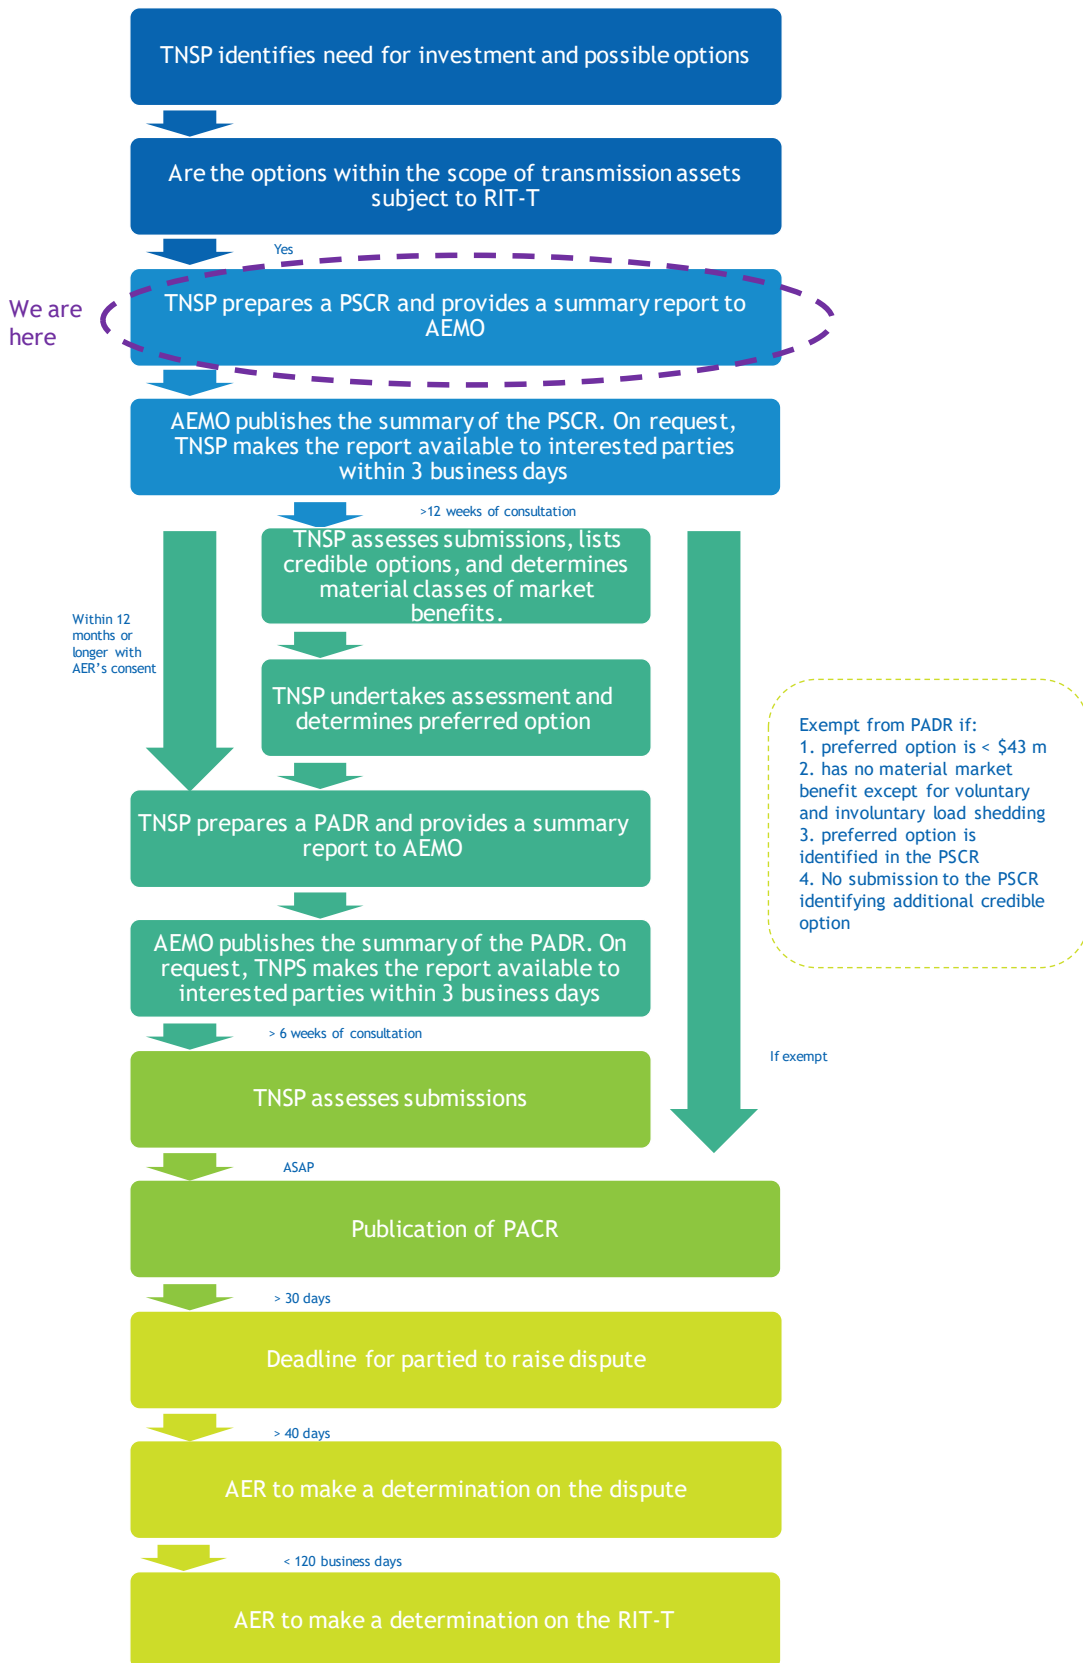 TNSP identifies need for investment and possible options
Are the options within the scope of transmission assets
subject to RIT-T
Yes
We are
here
TNSP prepares a PSCR and provides a summary report to
AEMO
AEMO publishes the summary of the PSCR. On request,
TNSP makes the report available to interested parties
within 3 business days
>12 weeks of consultation
TNSP assesses submissions, lists
credible options, and determines
material classes of market
benefits.
Within 12
months or
longer with
AER's consent
TNSP undertakes assessment and
determines preferred option
Exempt from PADR if:
1. preferred option is < $43 m
2. has no material market
benefit except for voluntary
and involuntary load shedding
3. preferred option is
identified in the PSCR
4. No submission to the PSCR
identifying additional credible
option
TNSP prepares a PADR and provides a summary
report to AEMO
AEMO publishes the summary of the PADR. On
request, TNPS makes the report available to
interested parties within 3 business days
> 6 weeks of consultation
If exempt
TNSP assesses submissions
ASAP
Publication of PACR
> 30 days
Deadline for partied to raise dispute
> 40 days
AER to make a determination on the dispute
< 120 business days
AER to make a determination on the RIT-T